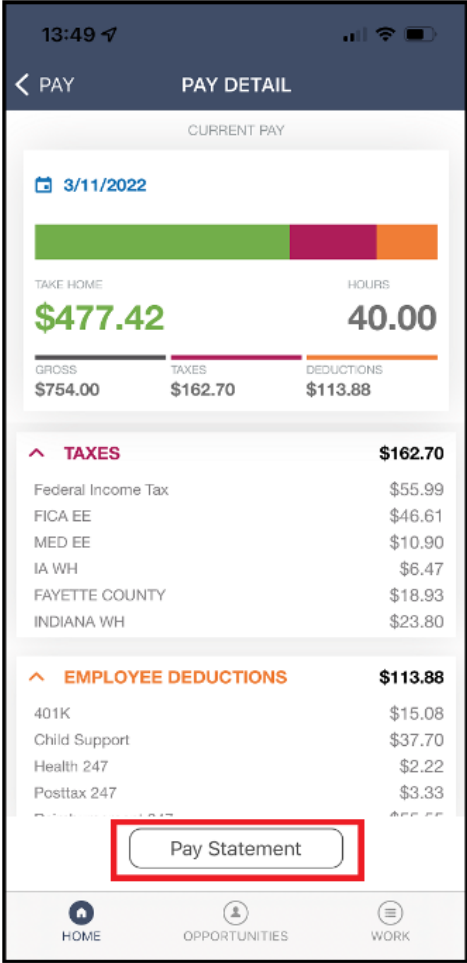 13:49
PAY
PAY DETAIL
CURRENT PAY
3/11/2022
TAKE HOME HOURS
$477.42 40.00
GROSS TAXES DEDUCTIONS
$754.00 $162.70 $113.88
TAXES $162.70
Federal Income Tax $55.99
FICA EE $46.61
MED EE $10.90
IA WH $6.47
FAYETTE COUNTY $18.93
INDIANA WH $23.80
EMPLOYEE DEDUCTIONS $113.88
401K $15.08
Child Support $37.70
Health 247 $2.22
Posttax 247 $3.33
Pay Statement
HOME OPPORTUNITIES WORK